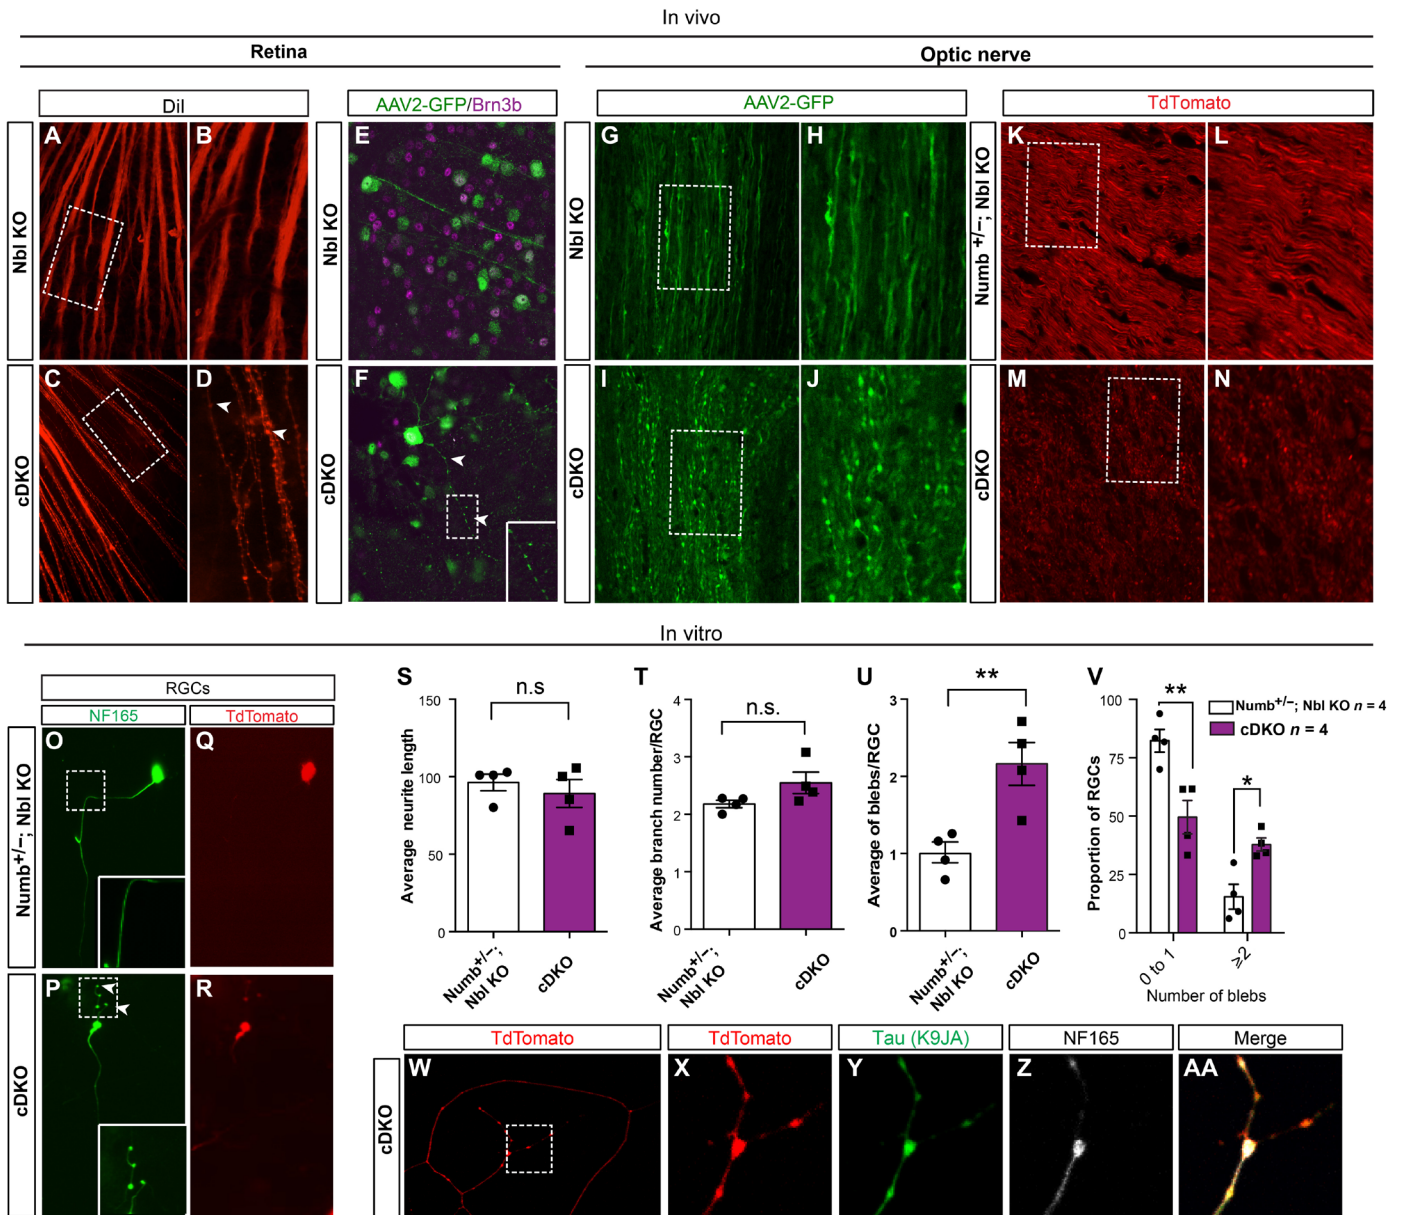 In vivo
Retina
Optic nerve
DiI
AAV2-GFP/Brn3b
AAV2-GFP
TdTomato
Nbl KO
A
B
Nbl KO
E
Nbl KO
G
H
Numb +/–; Nbl KO
K
L
cDKO
C
D
cDKO
F
cDKO
I
J
cDKO
M
N
In vitro
RGCs
NF165
TdTomato
Numb+/–; Nbl KO
O
Q
cDKO
P
R
S
n.s
Average neurite length
150
100
50
0
Numb+/–;
Nbl KO
cDKO
T
n.s.
Average branch number/RGC
4
3
2
1
0
Numb+/–;
Nbl KO
cDKO
U
**
Average of blebs/RGC
3
2
1
0
Numb+/–;
Nbl KO
cDKO
V
**
*
Numb+/–; Nbl KO n = 4
cDKO n = 4
Proportion of RGCs
100
75
50
25
0
0 to 1
⩾2
Number of blebs
TdTomato
TdTomato
Tau (K9JA)
NF165
Merge
cDKO
W
X
Y
Z
AA